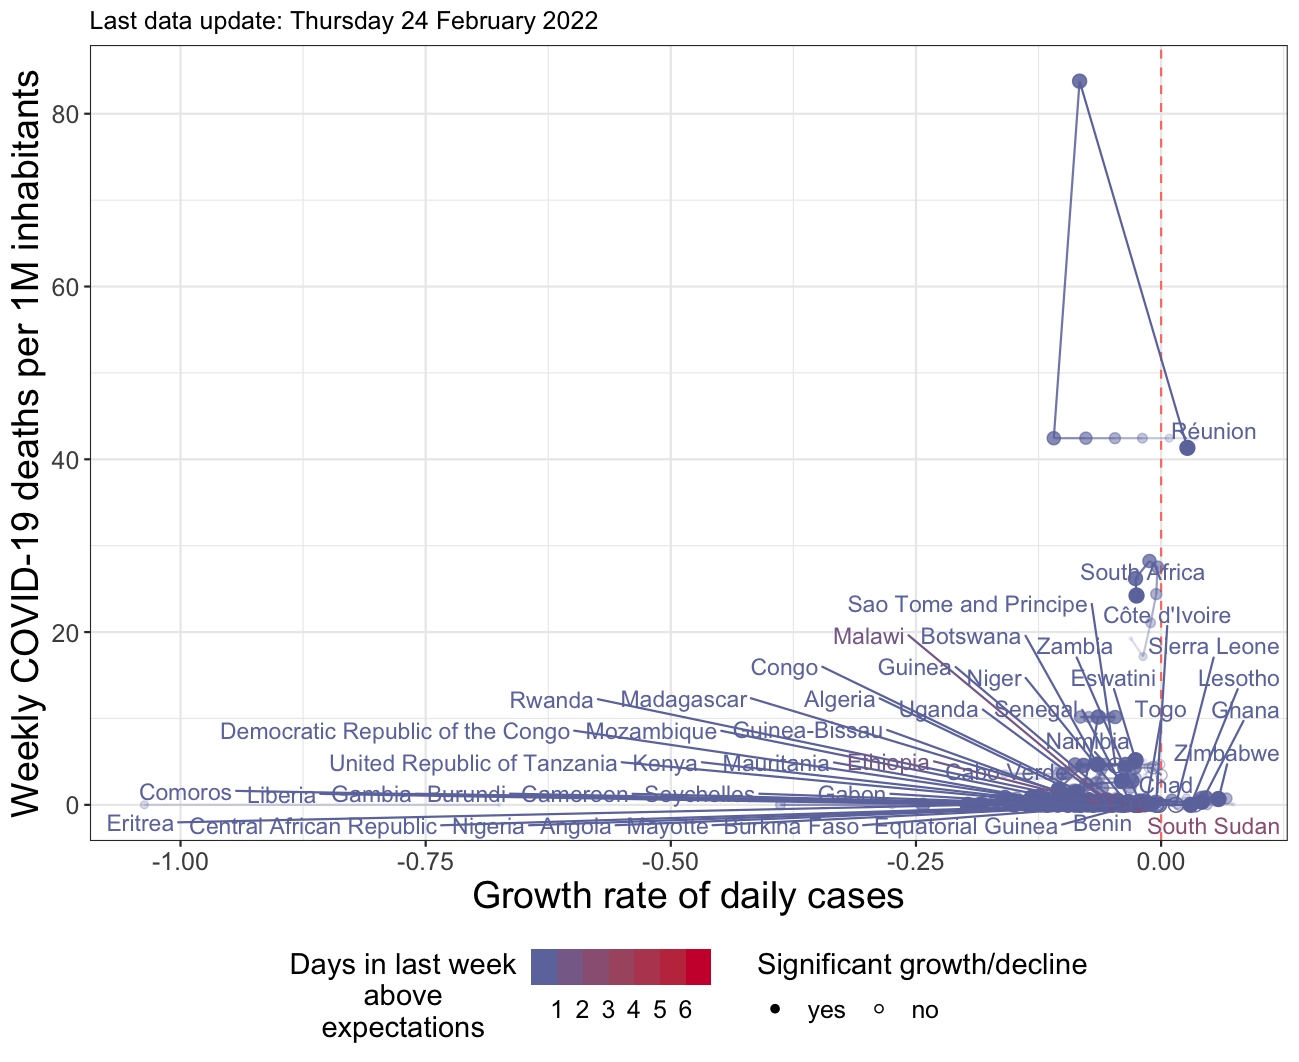 Last data update: Thursday 24 February 2022
Weekly COVID-19 deaths per 1M inhabitants
80
60
40
20
0
Réunion
South Africa
Sao Tome and Principe
Côte d'Ivoire
Malawi
Botswana
Zambia
Sierra Leone
Congo
Guinea
Niger
Eswatini
Lesotho
Rwanda
Madagascar
Algeria
Uganda
Senegal
Togo
Ghana
Democratic Republic of the Congo
Mozambique
Guinea-Bissau
Namibia
Zimbabwe
United Republic of Tanzania
Kenya
Mauritania
Ethiopia
Cabo Verde
Chad
Comoros
Liberia
Gambia
Burundi
Cameroon
Seychelles
Gabon
Eritrea
Central African Republic
Nigeria
Angola
Mayotte
Burkina Faso
Equatorial Guinea
Benin
South Sudan
-1.00
-0.75
-0.50
-0.25
0.00
Growth rate of daily cases
Days in last week
above
expectations
1 2 3 4 5 6
Significant growth/decline
yes
no